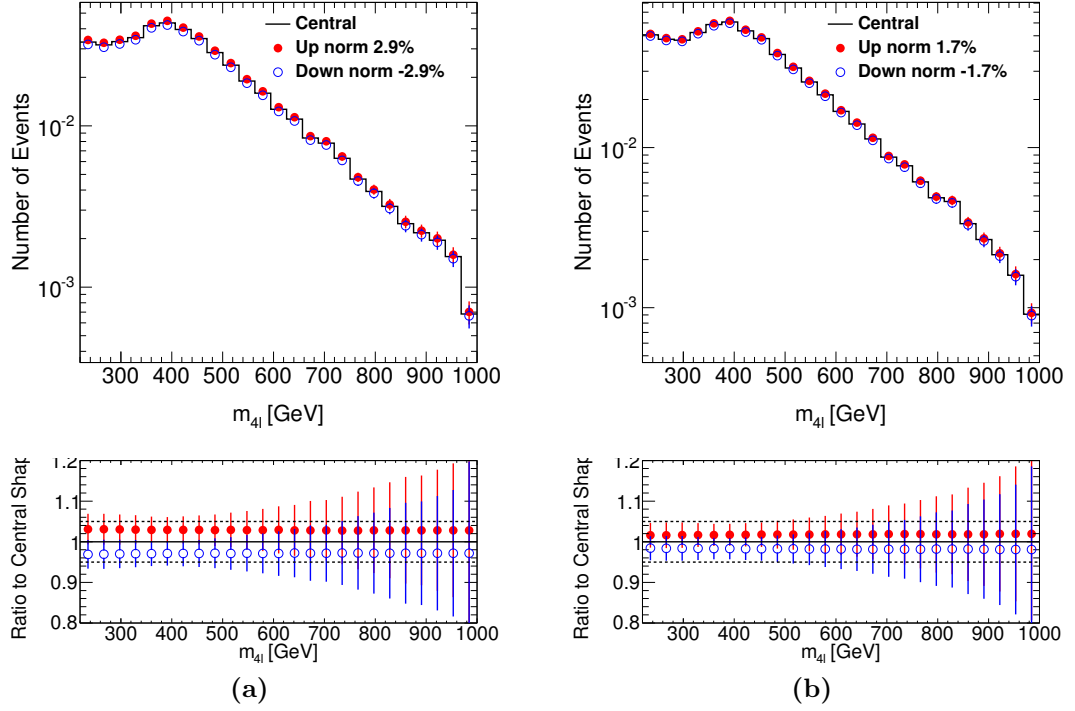 Central
Up norm 2.9%
Down norm -2.9%
Number of Events
10⁻²
10⁻³
300 400 500 600 700 800 900 1000
m₄ₗ [GeV]
Ratio to Central Shap
1.2
1.1
1
0.9
0.8
300 400 500 600 700 800 900 1000
m₄ₗ [GeV]
(a)
Central
Up norm 1.7%
Down norm -1.7%
Number of Events
10⁻²
10⁻³
300 400 500 600 700 800 900 1000
m₄ₗ [GeV]
Ratio to Central Shap
1.2
1.1
1
0.9
0.8
300 400 500 600 700 800 900 1000
m₄ₗ [GeV]
(b)